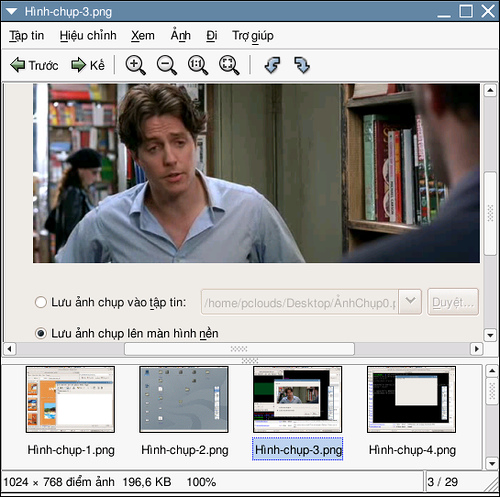 Hình-chụp-3.png
Tập tin Hiệu chỉnh Xem Ảnh Đi Trợ giúp
Trước Kế 1:1
Lưu ảnh chụp vào tập tin: /home/pclouds/Desktop/ẢnhChụp0.p Duyệt...
Lưu ảnh chụp lên màn hình nền
Hình-chụp-1.png Hình-chụp-2.png Hình-chụp-3.png Hình-chụp-4.png
1024 × 768 điểm ảnh 196,6 KB 100% 3 / 29